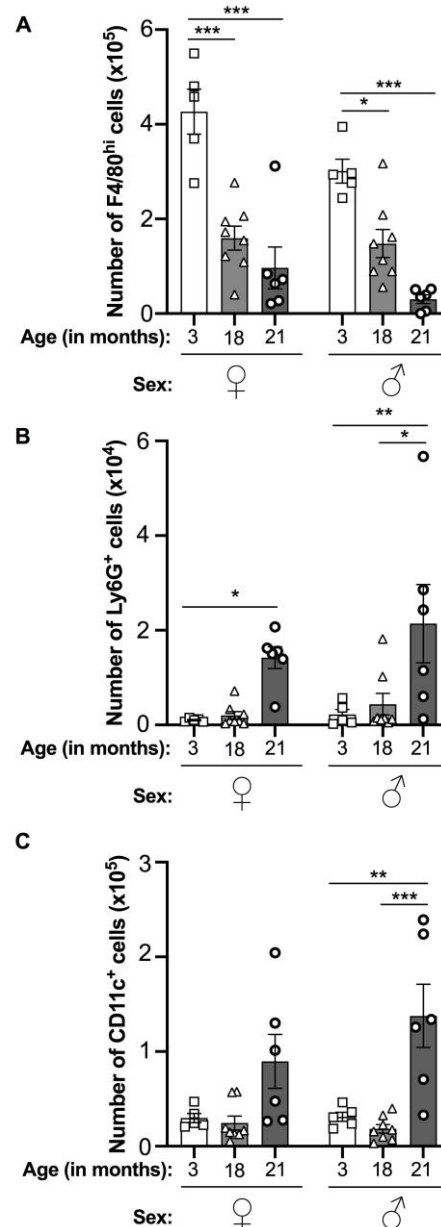 A
Number of F4/80hi cells (x10⁵)
6
4
2
0
***
***
***
*
Age (in months): 3 18 21 3 18 21
Sex: ♀ ♂
B
Number of Ly6G⁺ cells (x10⁴)
6
4
2
0
**
*
*
Age (in months): 3 18 21 3 18 21
Sex: ♀ ♂
C
Number of CD11c⁺ cells (x10⁵)
3
2
1
0
**
***
Age (in months): 3 18 21 3 18 21
Sex: ♀ ♂